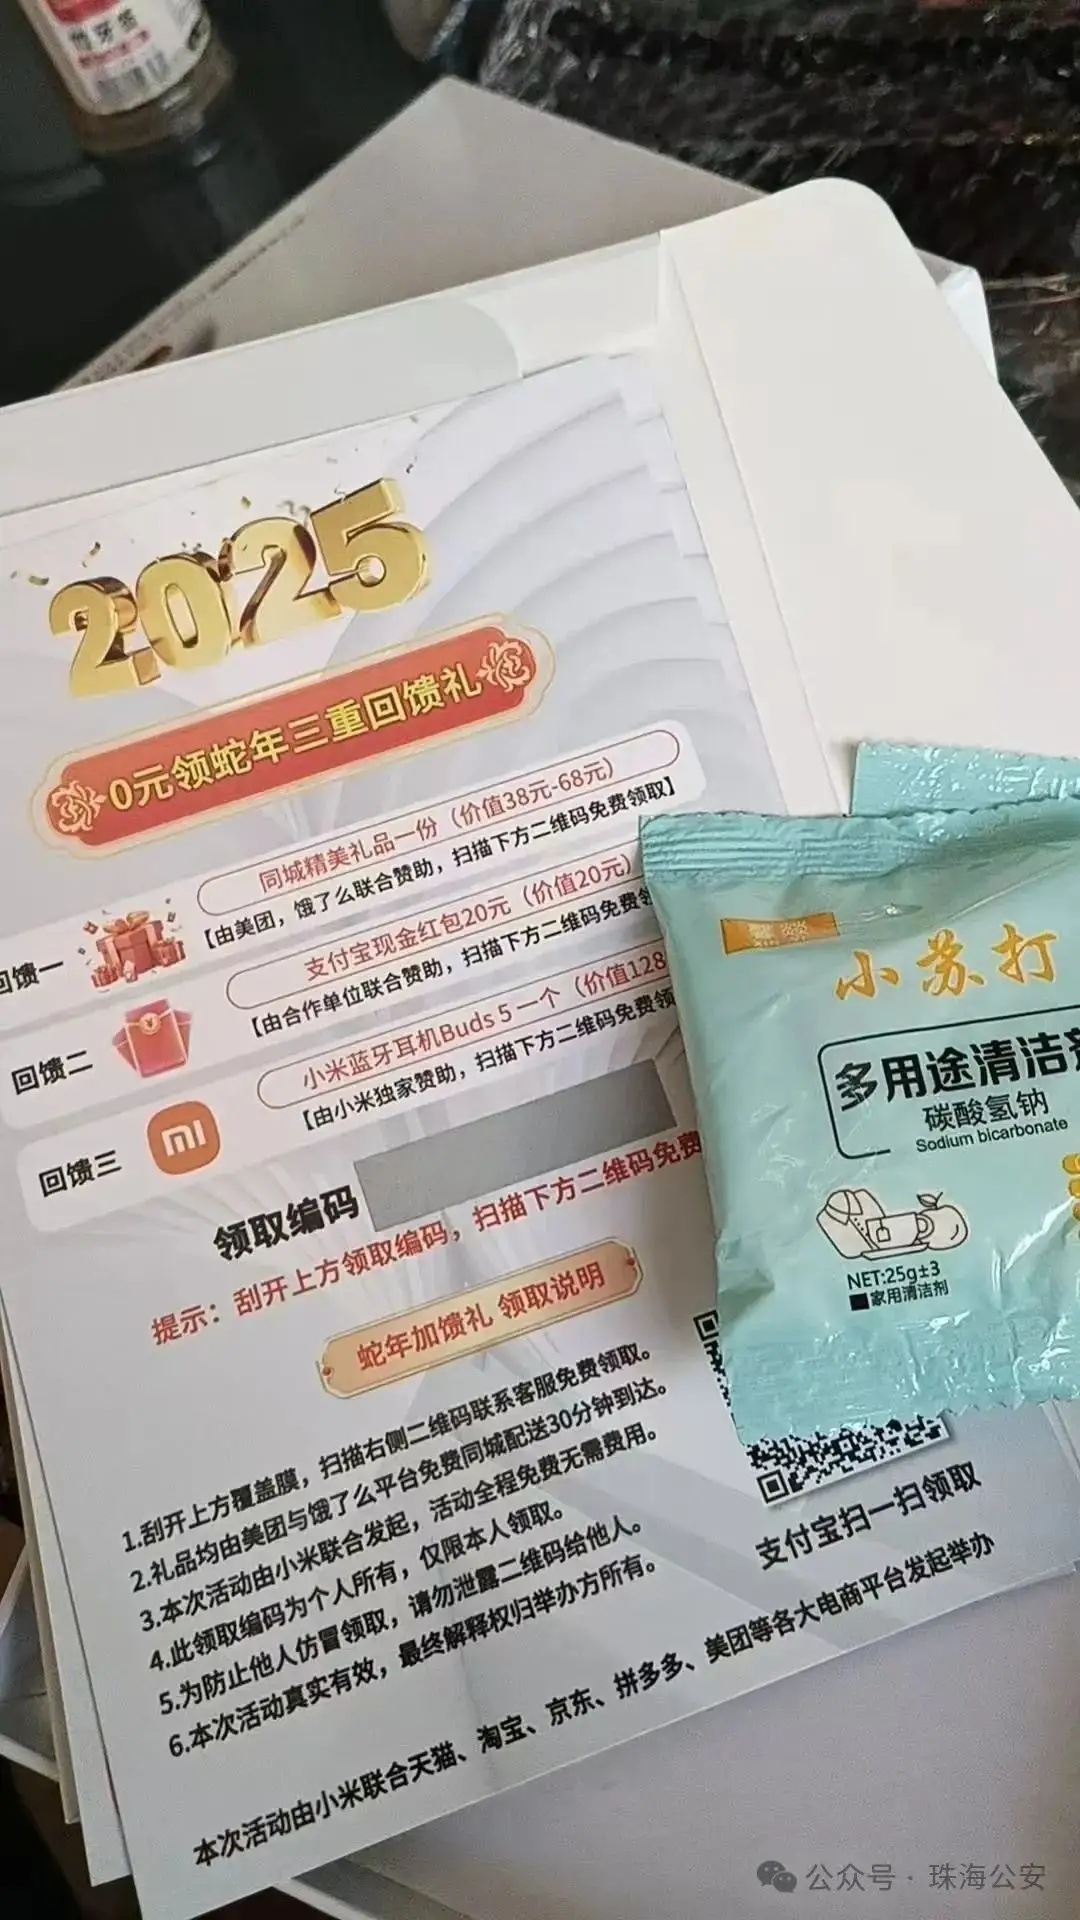 2025
0元领蛇年三重回馈礼
同城精美礼品一份（价值38元-68元）
【由美团，饿了么联合赞助，扫描下方二维码免费领取】
回馈一
支付宝现金红包20元（价值20元）
【由合作单位联合赞助，扫描下方二维码免费
回馈二
小米蓝牙耳机Buds 5 一个（价值128
【由小米独家赞助，扫描下方二维码免费领
回馈三
领取编码
提示：刮开上方领取编码，扫描下方二维码免费
蛇年加馈礼 领取说明
1.刮开上方覆盖膜，扫描右侧二维码联系客服免费领取。
2.礼品均由美团与饿了么平台免费同城配送30分钟到达。
3.本次活动由小米联合发起，活动全程免费无需费用。
4.此领取编码为个人所有，仅限本人领取。
5.为防止他人仿冒领取，请勿泄露二维码给他人。
6.本次活动真实有效，最终解释权归举办方所有。
支付宝扫一扫领取
本次活动由小米联合天猫、淘宝、京东、拼多多、美团等各大电商平台发起举办
小苏打
多用途清洁剂
碳酸氢钠
Sodium bicarbonate
NET:25g±3
家用清洁剂
公众号 · 珠海公安